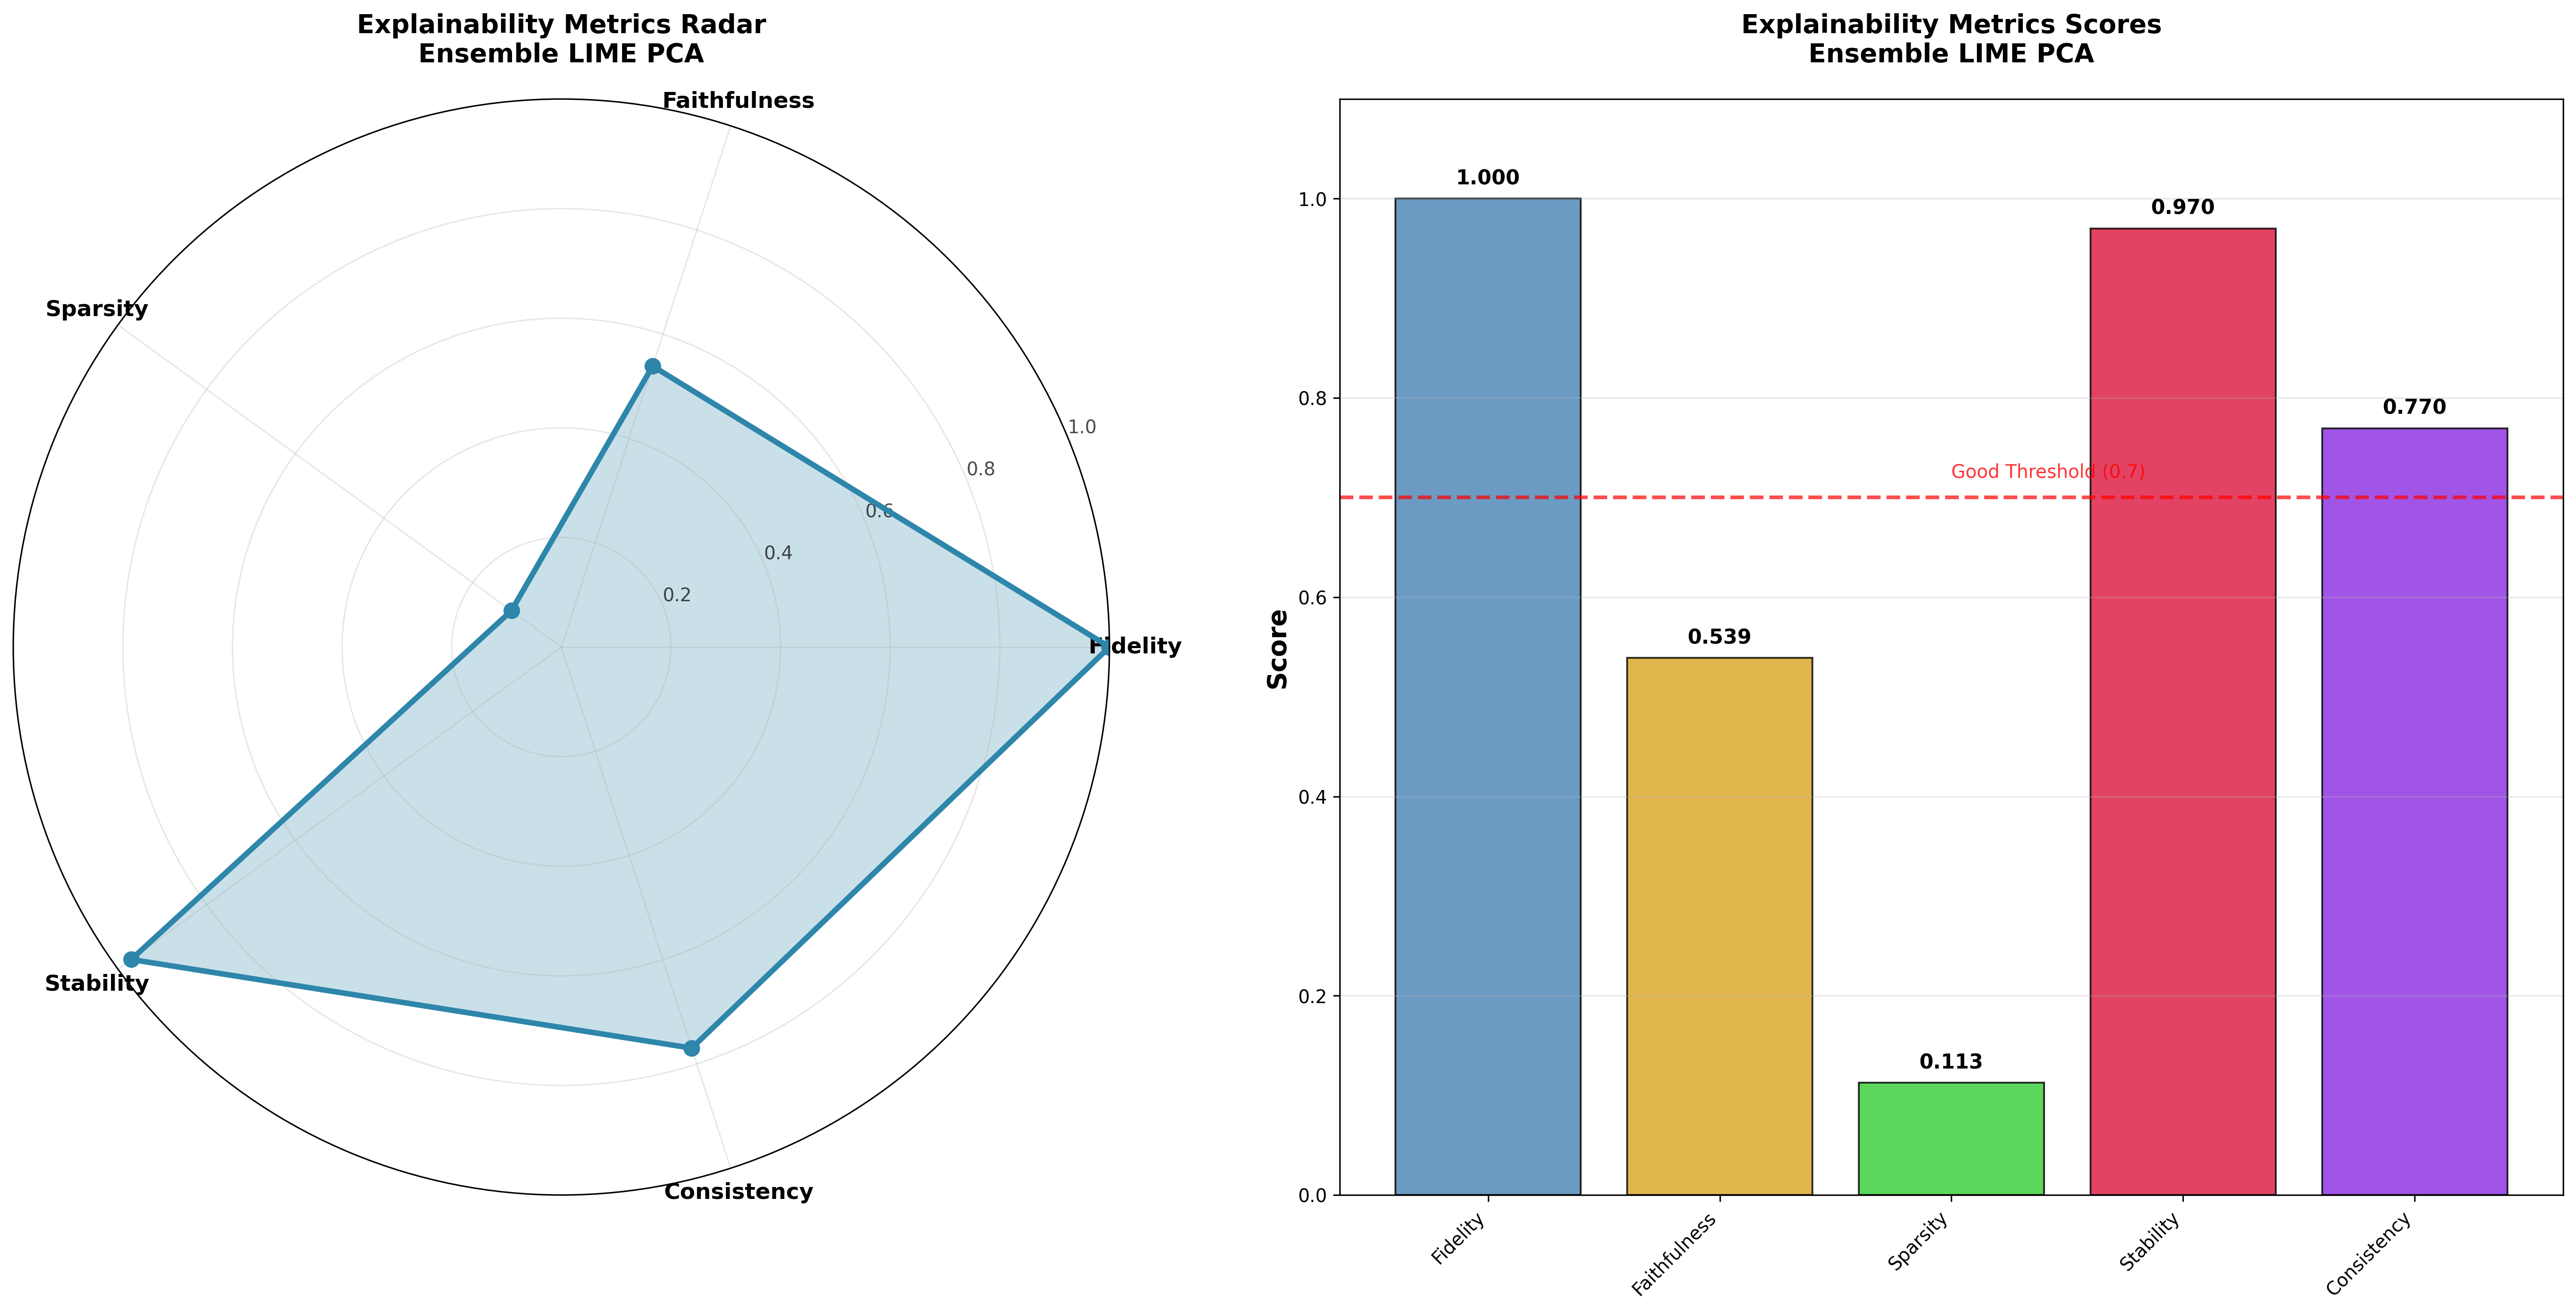 Explainability Metrics Radar
Ensemble LIME PCA
Faithfulness
Sparsity
1.0
0.8
0.6
0.4
0.2
Fidelity
Stability
Consistency
Explainability Metrics Scores
Ensemble LIME PCA
Score
1.0
0.8
0.6
0.4
0.2
0.0
1.000
0.539
0.113
0.970
0.770
Good Threshold (0.7)
Fidelity
Faithfulness
Sparsity
Stability
Consistency